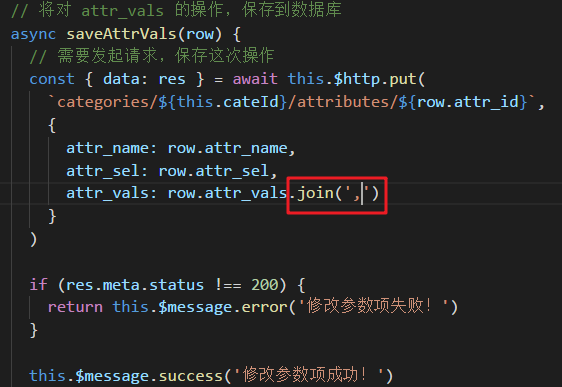 // 将对 attr_vals 的操作，保存到数据库
async saveAttrVals(row) {
  // 需要发起请求，保存这次操作
  const { data: res } = await this.$http.put(
    `categories/${this.cateId}/attributes/${row.attr_id}`,
    {
      attr_name: row.attr_name,
      attr_sel: row.attr_sel,
      attr_vals: row.attr_vals.join(',')
    }
  )
  if (res.meta.status !== 200) {
    return this.$message.error('修改参数项失败！')
  }
  this.$message.success('修改参数项成功！')